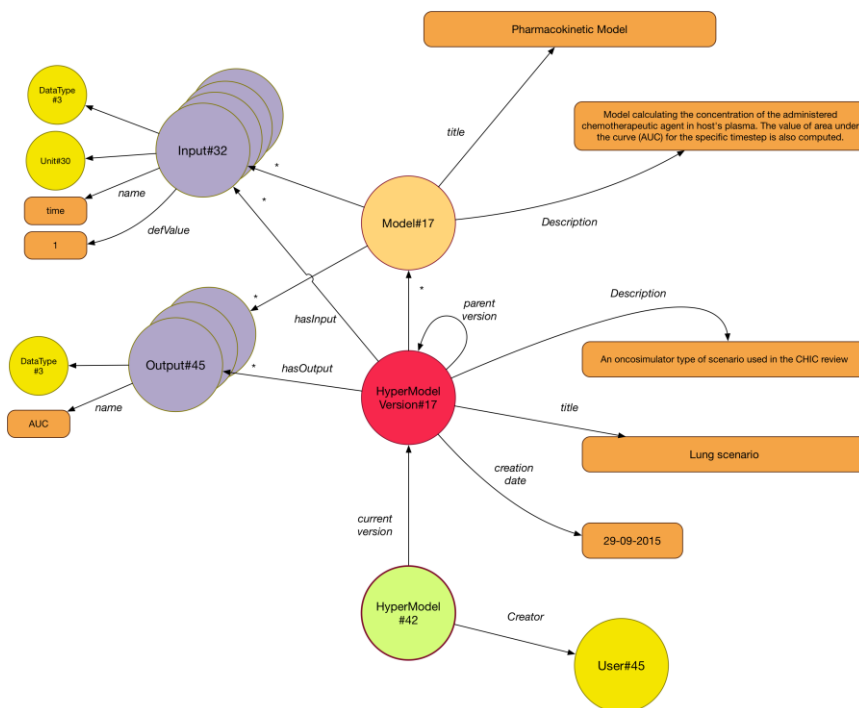 Pharmacokinetic Model
DataType
#3
title
Model calculating the concentration of the administered
chemotherapeutic agent in host's plasma. The value of area under
the curve (AUC) for the specific timestep is also computed.
Unit#30
Input#32
*
name
time
*
Model#17
Description
defValue
1
*
parent
version
Description
hasInput
*
An oncosimulator type of scenario used in the CHIC review
DataType
#3
Output#45
hasOutput
*
HyperModel
Version#17
name
AUC
title
Lung scenario
creation
date
current
version
29-09-2015
HyperModel
#42
Creator
User#45